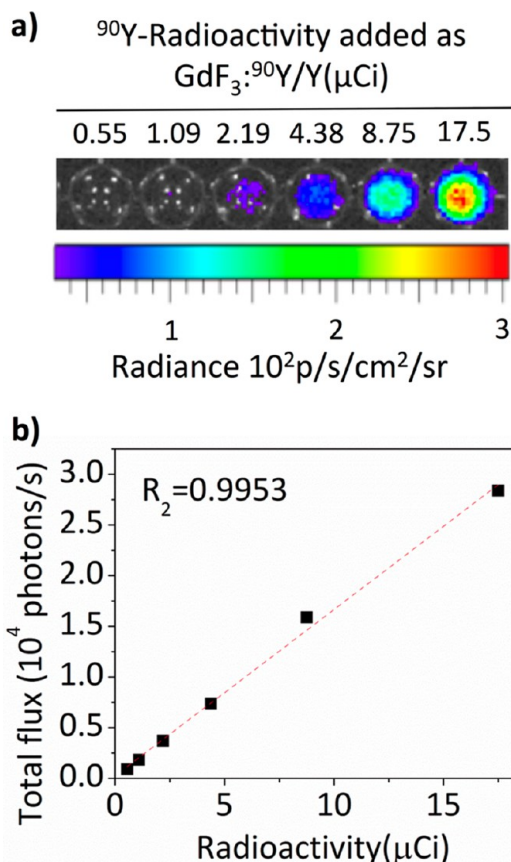 a)
⁹⁰Y-Radioactivity added as
GdF₃:⁹⁰Y/Y(μCi)
0.55 1.09 2.19 4.38 8.75 17.5
1 2 3
Radiance 10²p/s/cm²/sr
b)
R₂=0.9953
Total flux (10⁴ photons/s)
3.0
2.5
2.0
1.5
1.0
0.5
0.0
0 5 10 15
Radioactivity(μCi)